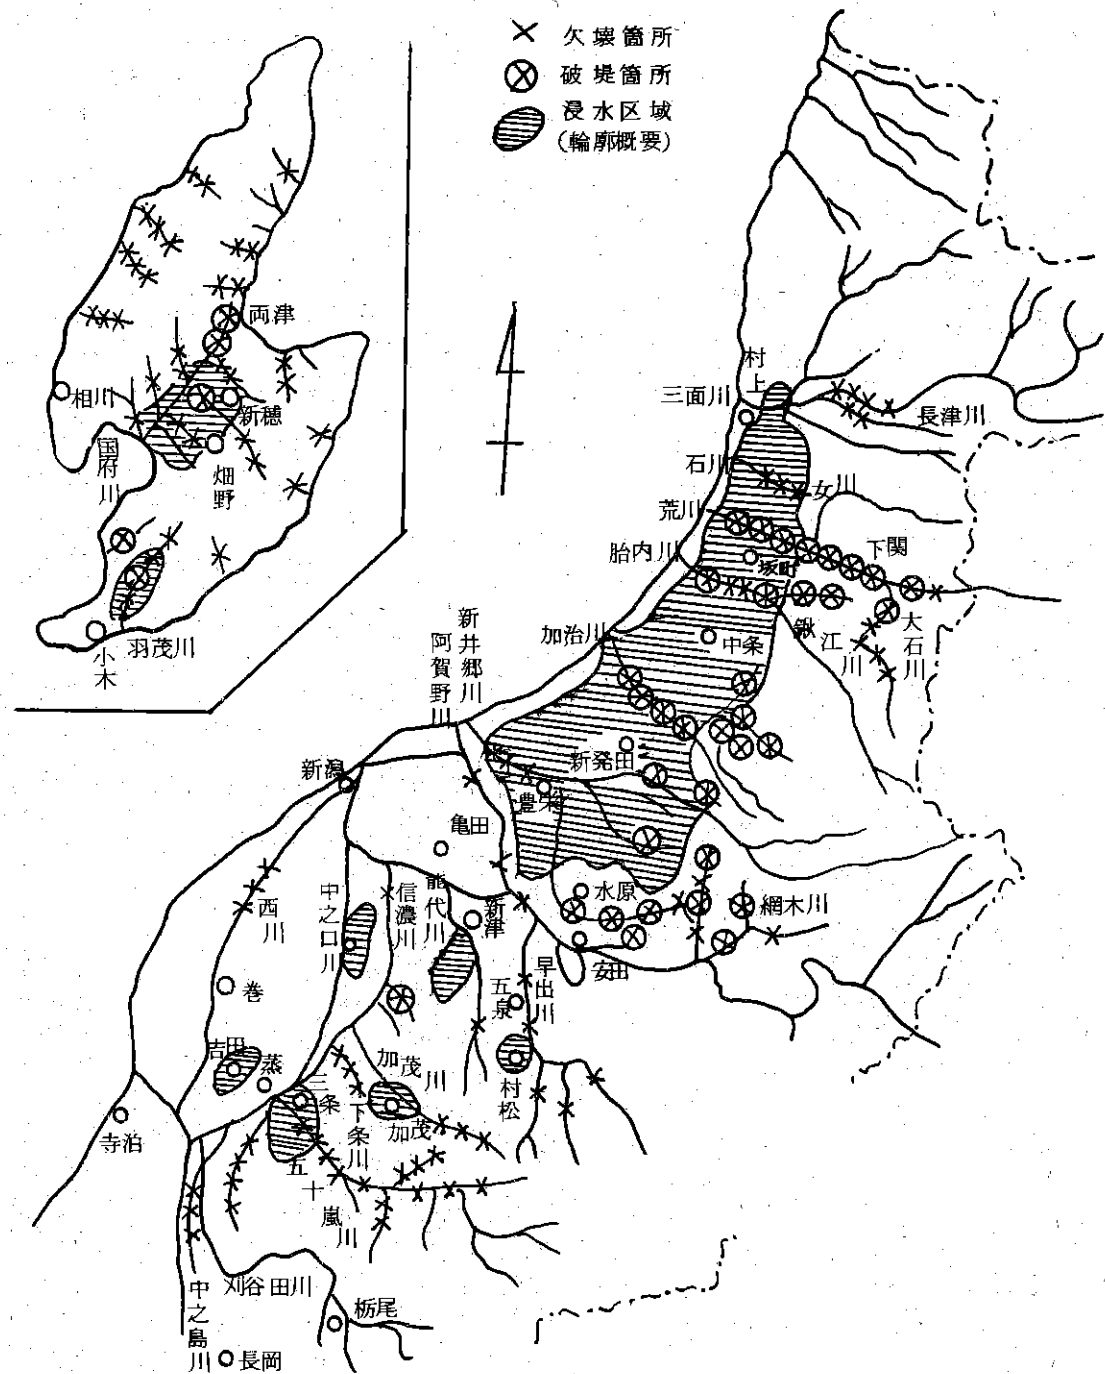 欠壊箇所
破堤箇所
浸水区域
(輪廓概要)
両津
相川
新穂
国府川
畑野
羽茂川
小木
村上
三面川
長津川
石川
女川
荒川
下関
胎内川
坂町
鍬江川
大石川
加治川
中条
新井郷川
阿賀野川
新発田
新潟
豊栄
亀田
水原
網木川
中之口川
信濃川
能代川
新津
西川
安田
早出川
五泉
巻
吉田
燕
三条
加茂川
加茂
下条川
村松
寺泊
五十嵐川
刈谷田川
中之島川
栃尾
長岡